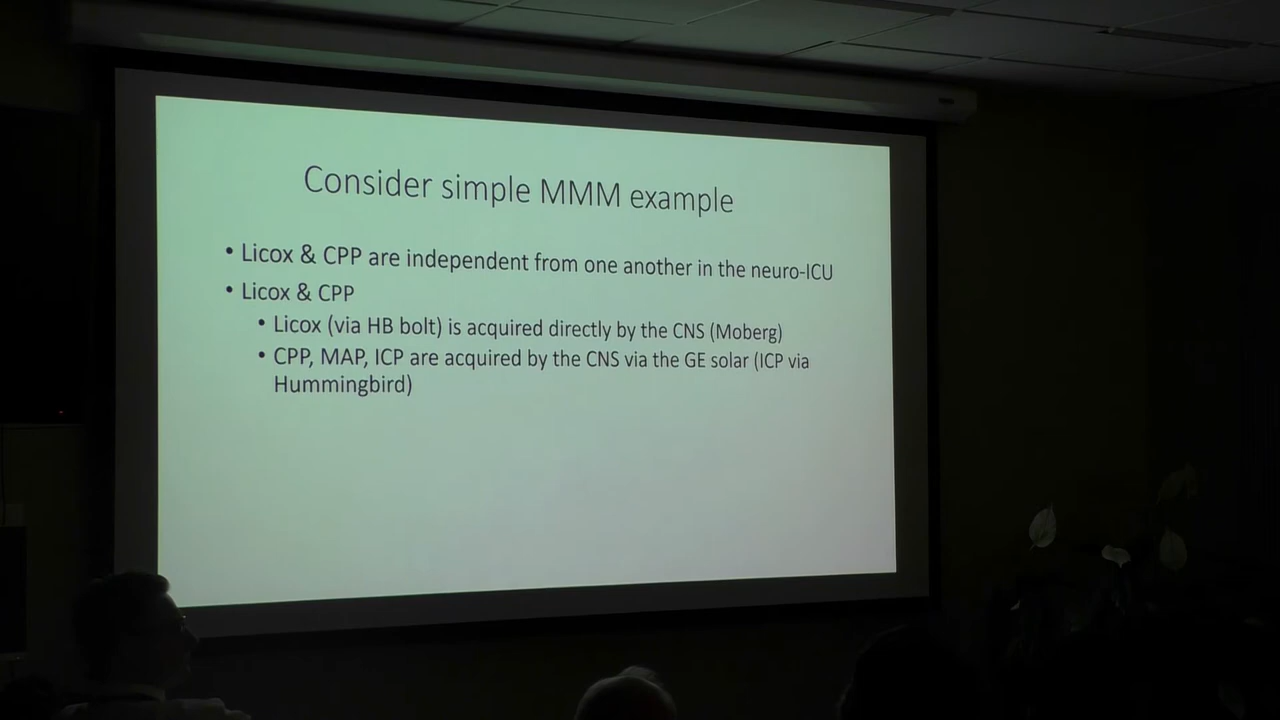 Consider simple MMM example
• Licox & CPP are independent from one another in the neuro-ICU
• Licox & CPP
• Licox (via HB bolt) is acquired directly by the CNS (Moberg)
• CPP, MAP, ICP are acquired by the CNS via the GE solar (ICP via
Hummingbird)